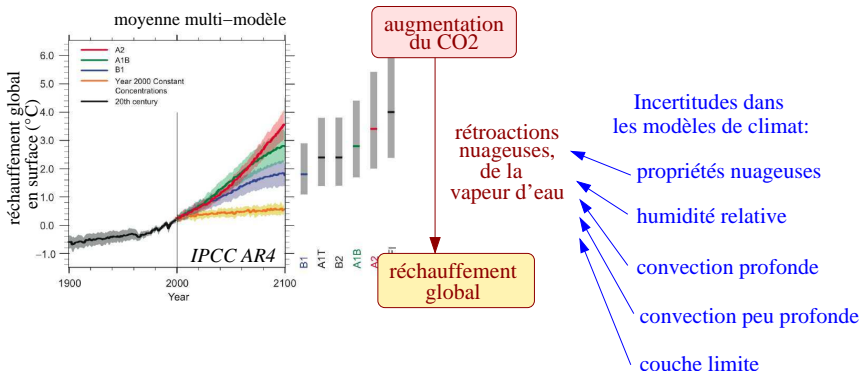 moyenne multi−modèle
réchauffement global
en surface (°C)
6.0
5.0
4.0
3.0
2.0
1.0
0.0
−1.0
A2
A1B
B1
Year 2000 Constant
Concentrations
20th century
IPCC AR4
1900
2000
2100
Year
B1
A1T
B2
A1B
A2
FI
augmentation
du CO2
rétroactions
nuageuses,
de la
vapeur d’eau
réchauffement
global
Incertitudes dans
les modèles de climat:
propriétés nuageuses
humidité relative
convection profonde
convection peu profonde
couche limite